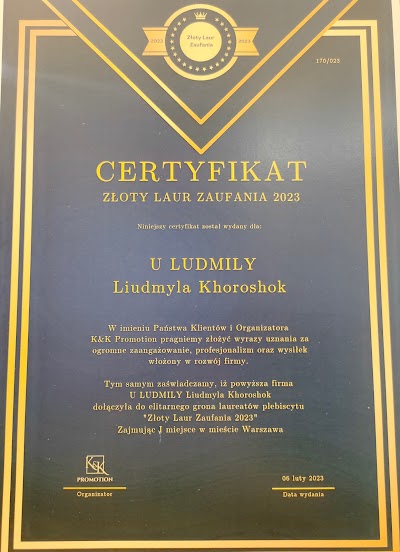 2023
Złoty Laur
Zaufania
2023
170/023
CERTYFIKAT
ZŁOTY LAUR ZAUFANIA 2023
Niniejszy certyfikat został wydany dla:
U LUDMILY
Liudmyla Khoroshok
W imieniu Państwa Klientów i Organizatora
K&K Promotion pragniemy złożyć wyrazy uznania za
ogromne zaangażowanie, profesjonalizm oraz wysiłek
włożony w rozwój firmy.
Tym samym zaświadczamy, iż powyższa firma
U LUDMILY Liudmyla Khoroshok
dołączyła do elitarnego grona laureatów plebiscytu
"Złoty Laur Zaufania 2023"
Zajmując I miejsce w mieście Warszawa
K&K
PROMOTION
Organizator
06 luty 2023
Data wydania